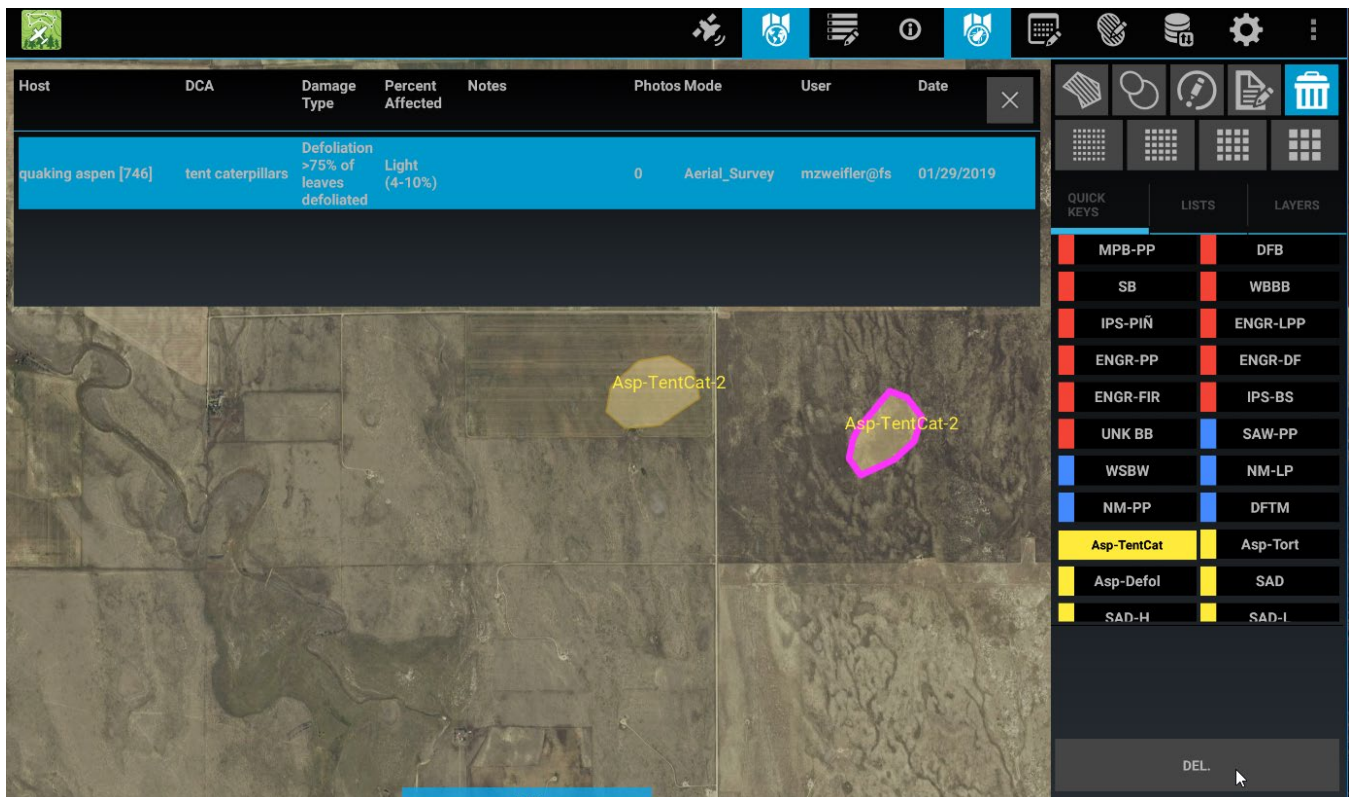 Host DCA Damage Type Percent Affected Notes Photos Mode User Date
quaking aspen [746] tent caterpillars Defoliation >75% of leaves defoliated Light (4-10%) 0 Aerial_Survey mzweifler@fs 01/29/2019
QUICK KEYS LISTS LAYERS
MPB-PP DFB
SB WBBB
IPS-PIÑ ENGR-LPP
ENGR-PP ENGR-DF
ENGR-FIR IPS-BS
UNK BB SAW-PP
WSBW NM-LP
NM-PP DFTM
Asp-TentCat Asp-Tort
Asp-Defol SAD
SAD-H SAD-L
DEL.
Asp-TentCat-2
Asp-TentCat-2